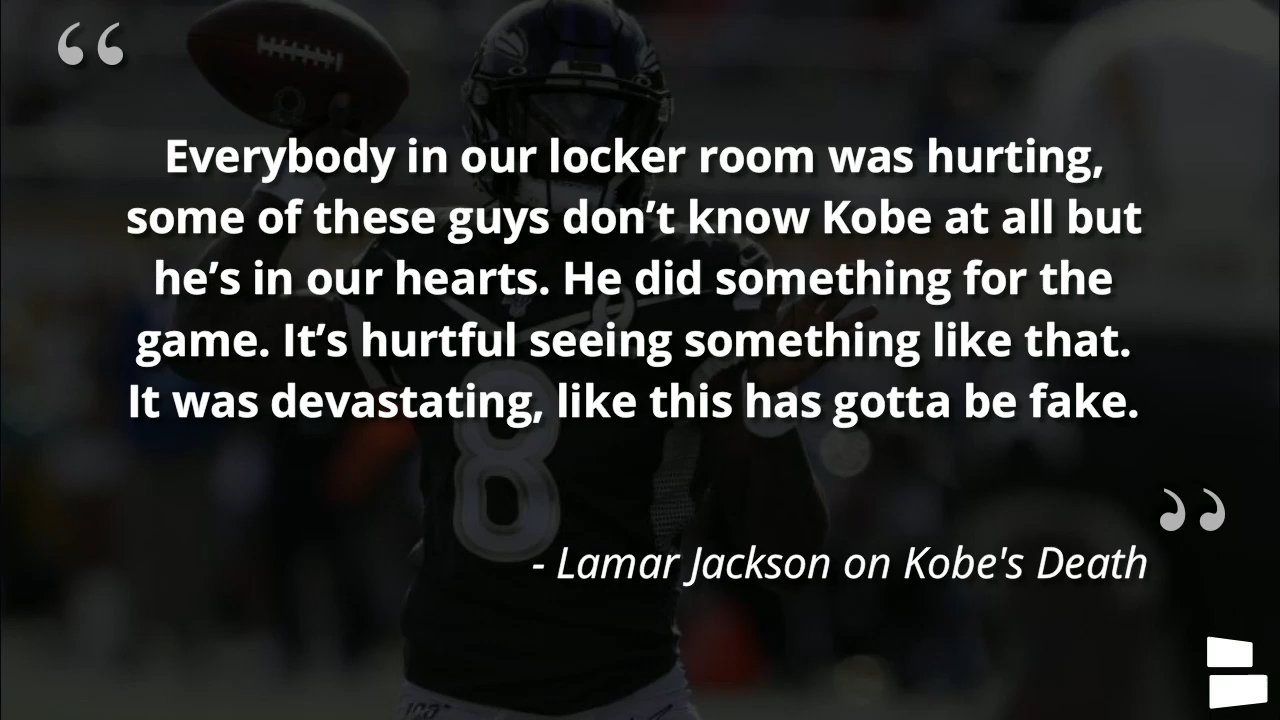 “
Everybody in our locker room was hurting,
some of these guys don’t know Kobe at all but
he’s in our hearts. He did something for the
game. It’s hurtful seeing something like that.
It was devastating, like this has gotta be fake.
”
- Lamar Jackson on Kobe's Death
8